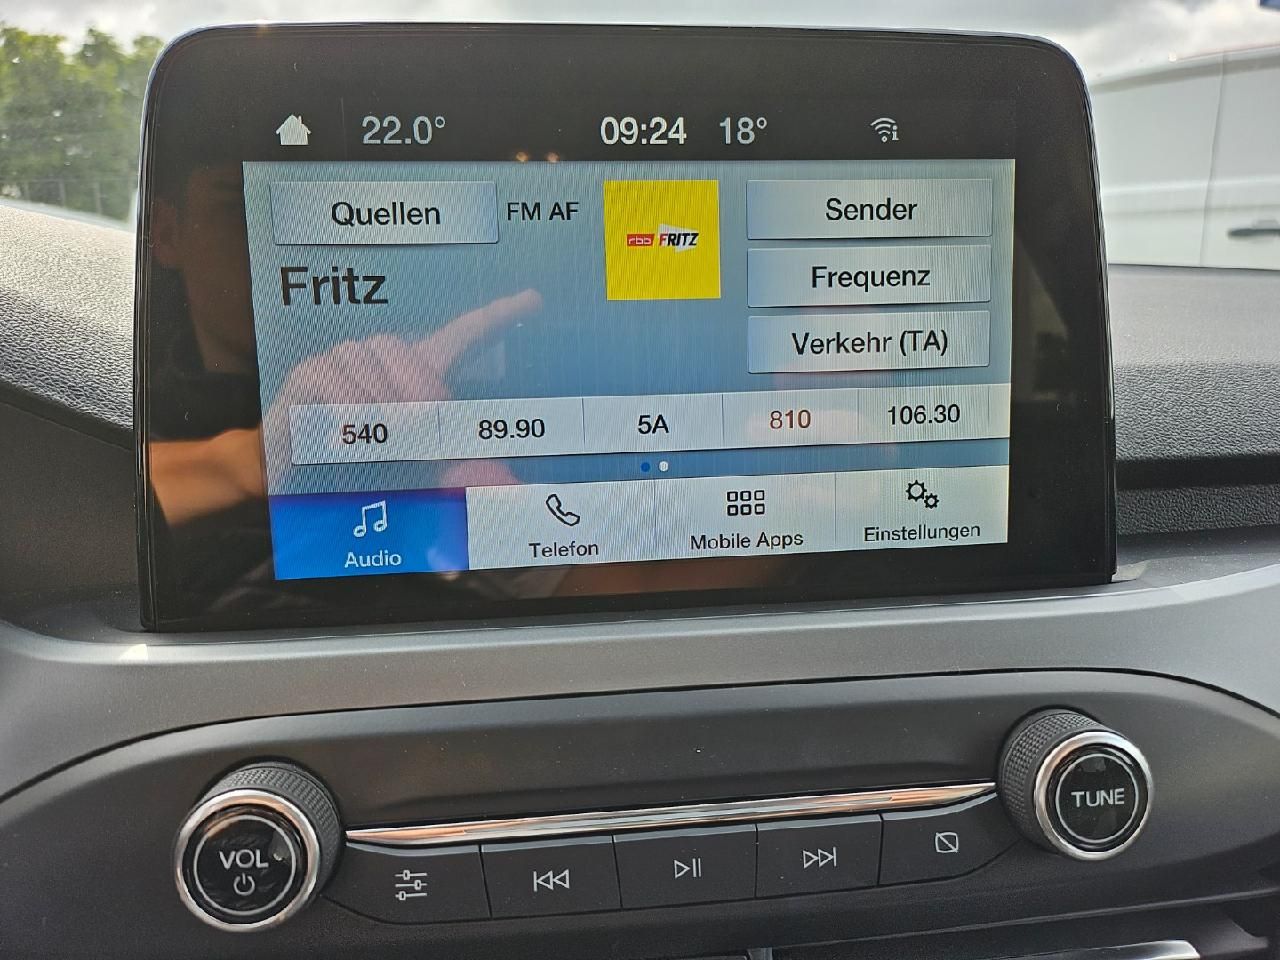 22.0° 09:24 18°
Quellen FM AF Sender
rbb FRITZ
Fritz Frequenz
Verkehr (TA)
540 89.90 5A 810 106.30
Audio Telefon Mobile Apps Einstellungen
VOL TUNE